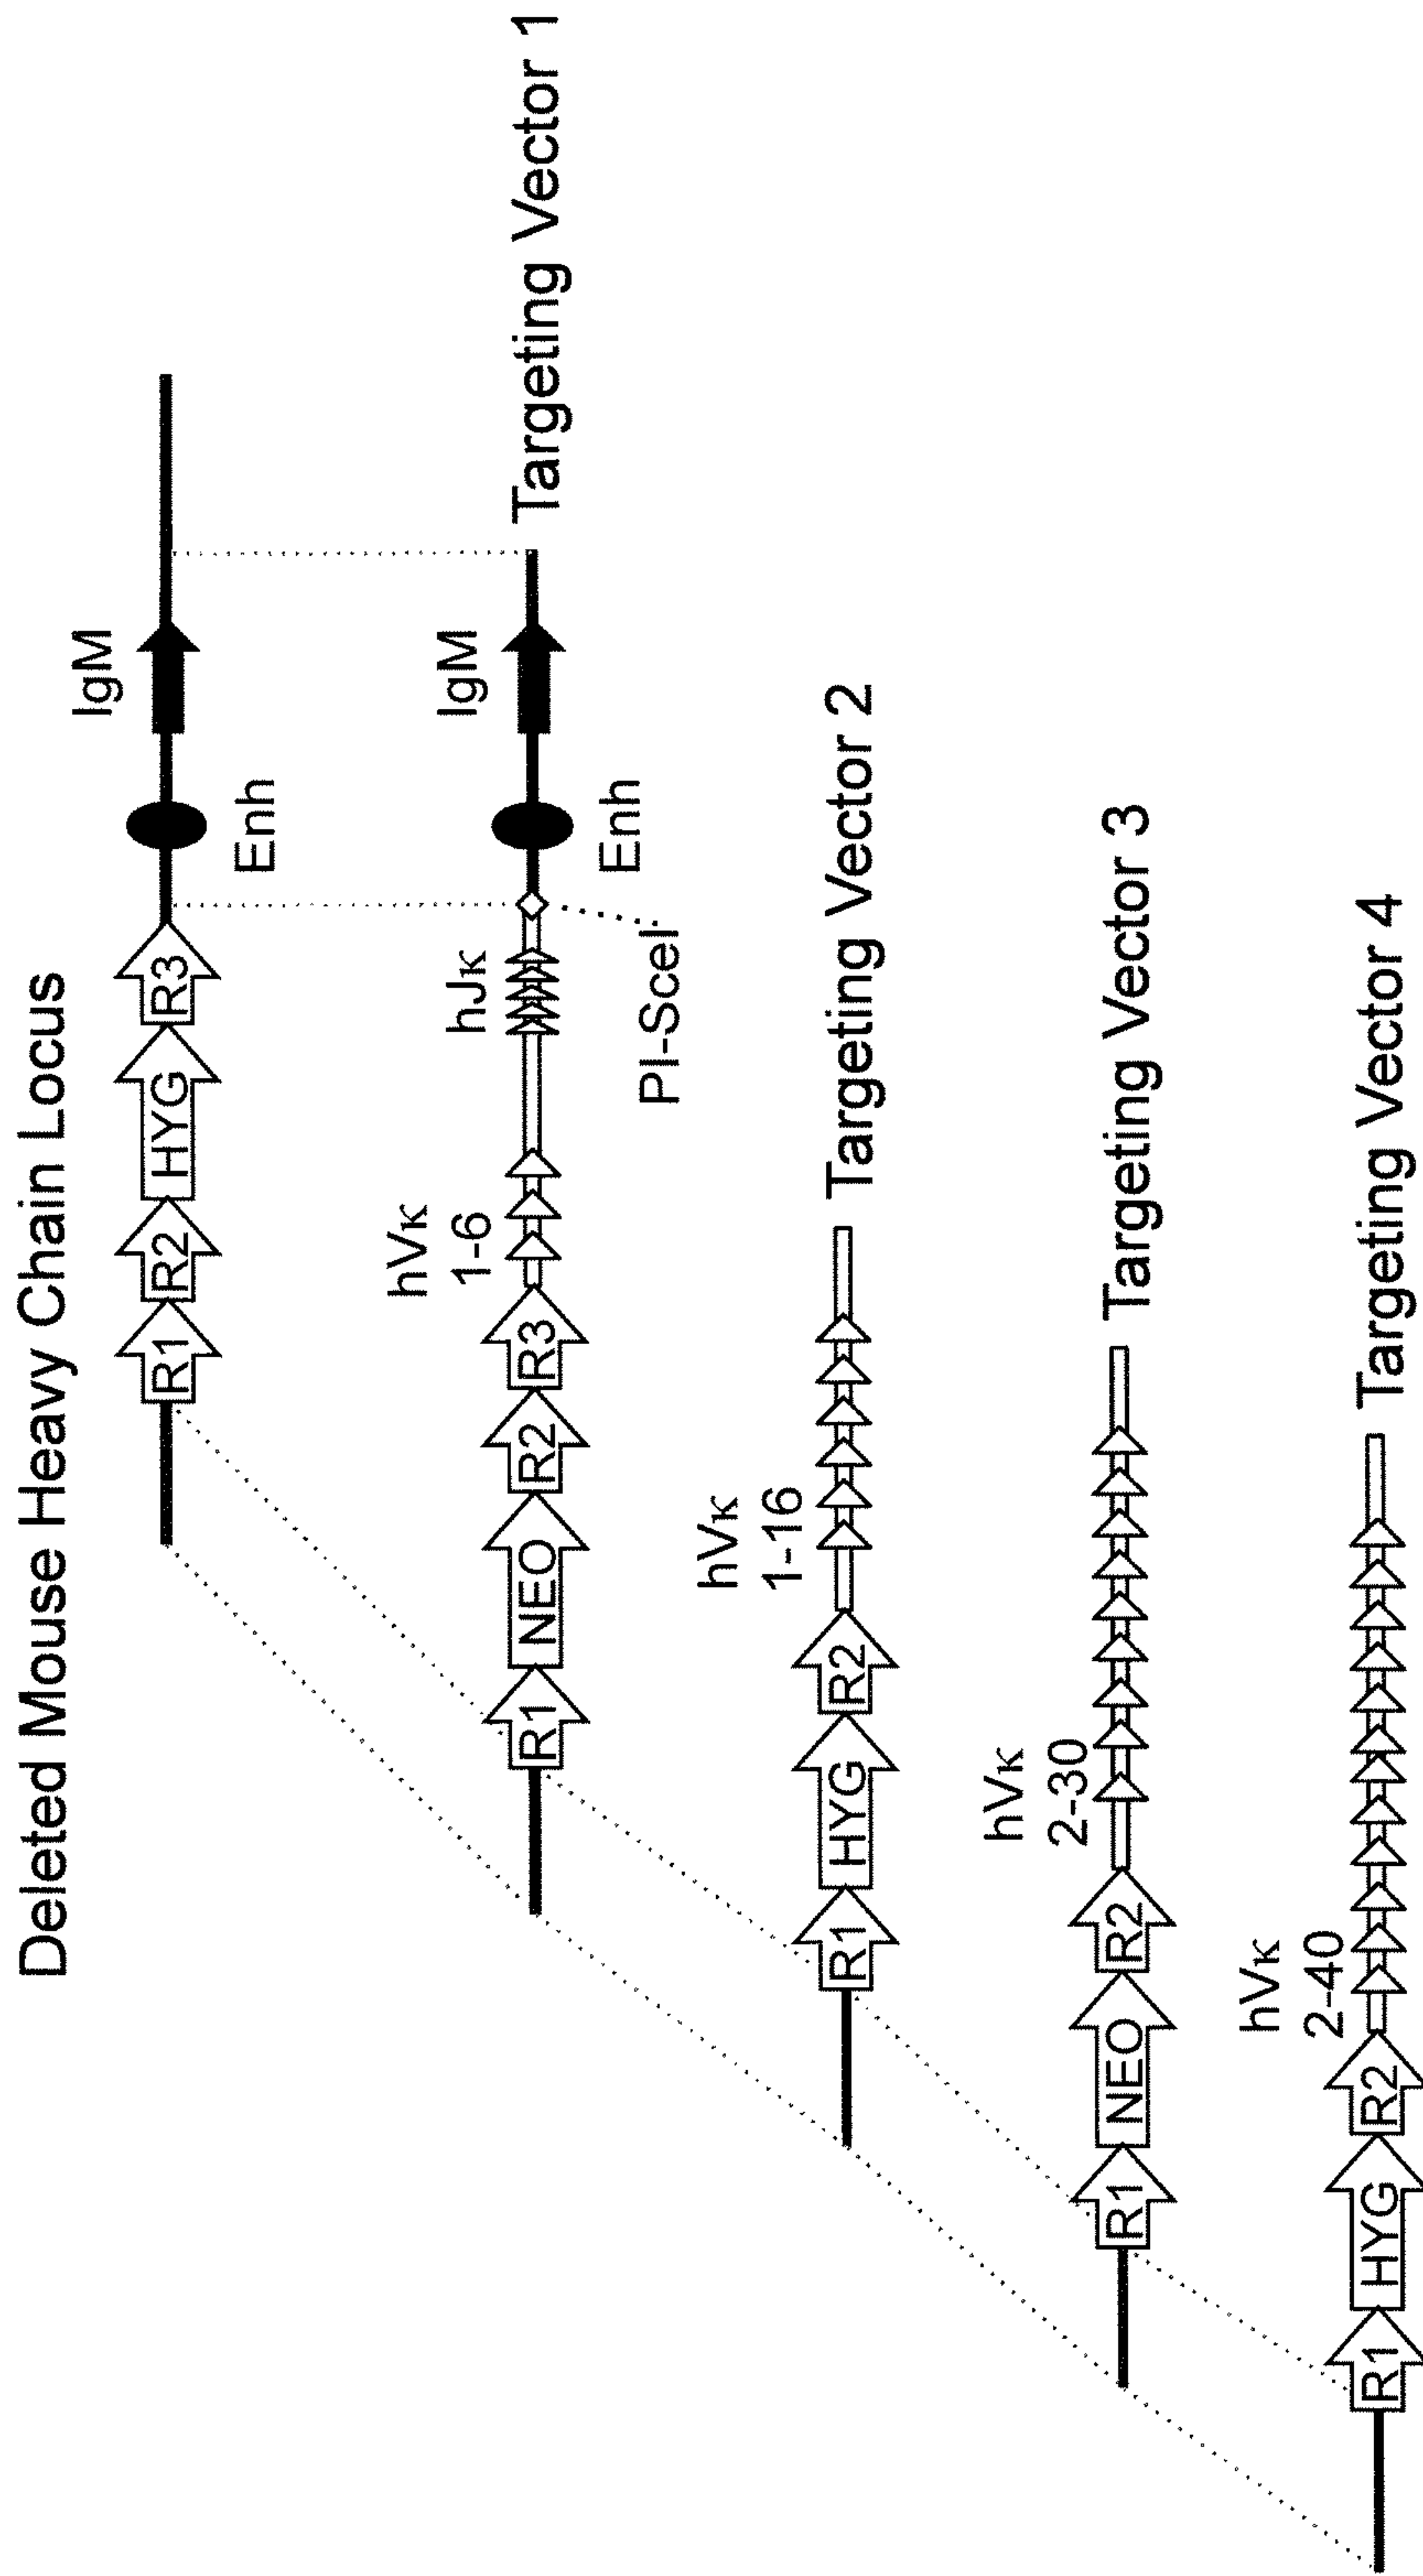 Deleted Mouse Heavy Chain Locus
R1 R2 HYG R3 IgM
Enh
hVκ
1-6
hJκ
IgM
R1 NEO R2 R3 Targeting Vector 1
Enh
PI-SceI
hVκ
1-16
R1 HYG R2 Targeting Vector 2
hVκ
2-30
R1 NEO R2 Targeting Vector 3
hVκ
2-40
R1 HYG R2 Targeting Vector 4